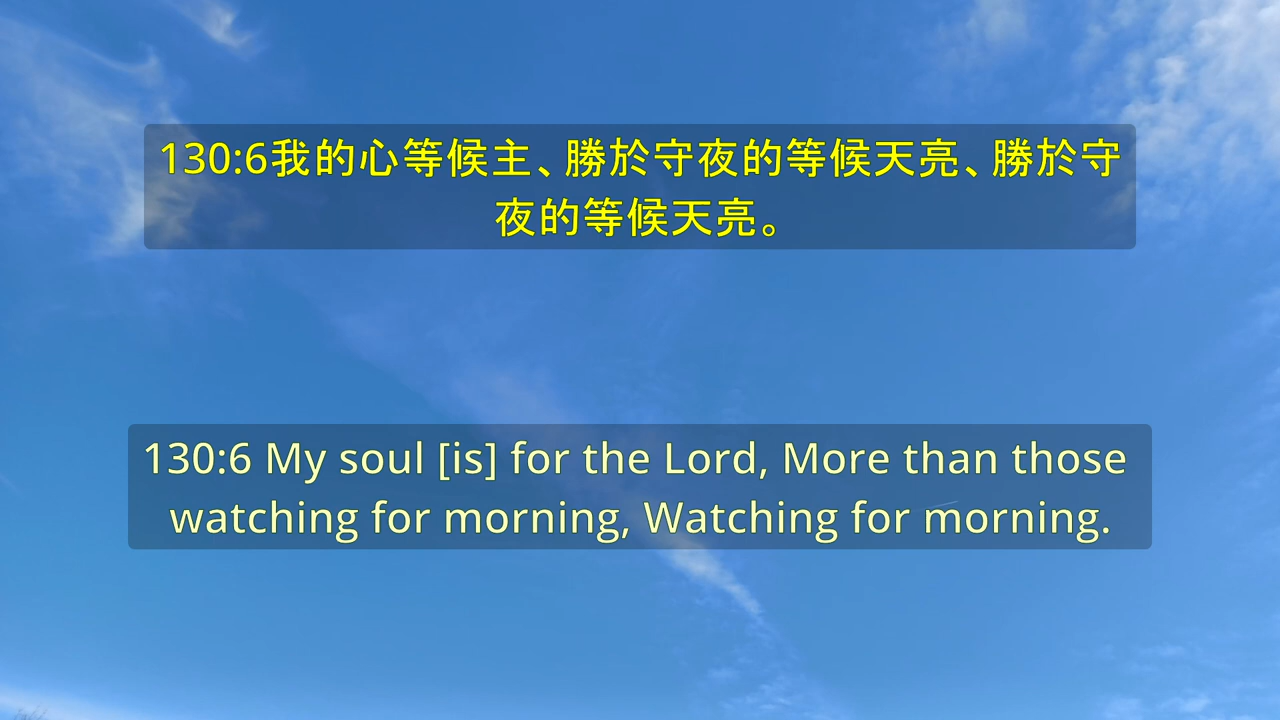 130:6我的心等候主、勝於守夜的等候天亮、勝於守
夜的等候天亮。
130:6 My soul [is] for the Lord, More than those
watching for morning, Watching for morning.